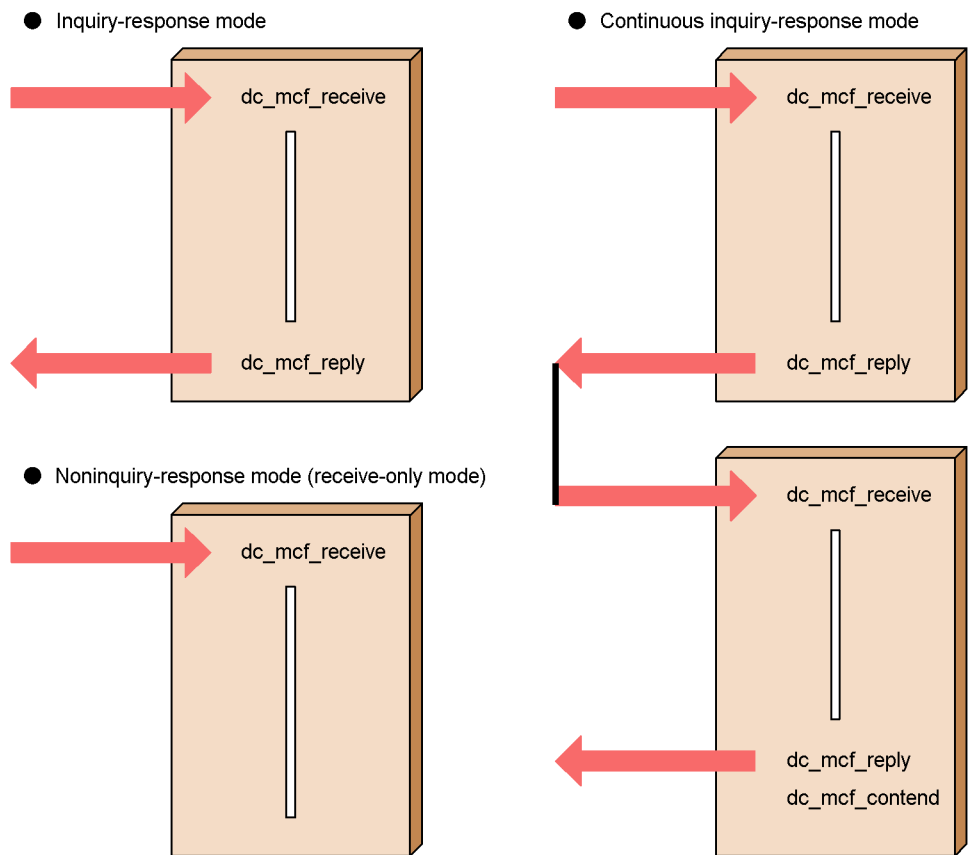 ● Inquiry-response mode
dc_mcf_receive
dc_mcf_reply
● Noninquiry-response mode (receive-only mode)
dc_mcf_receive
● Continuous inquiry-response mode
dc_mcf_receive
dc_mcf_reply
dc_mcf_receive
dc_mcf_reply
dc_mcf_contend